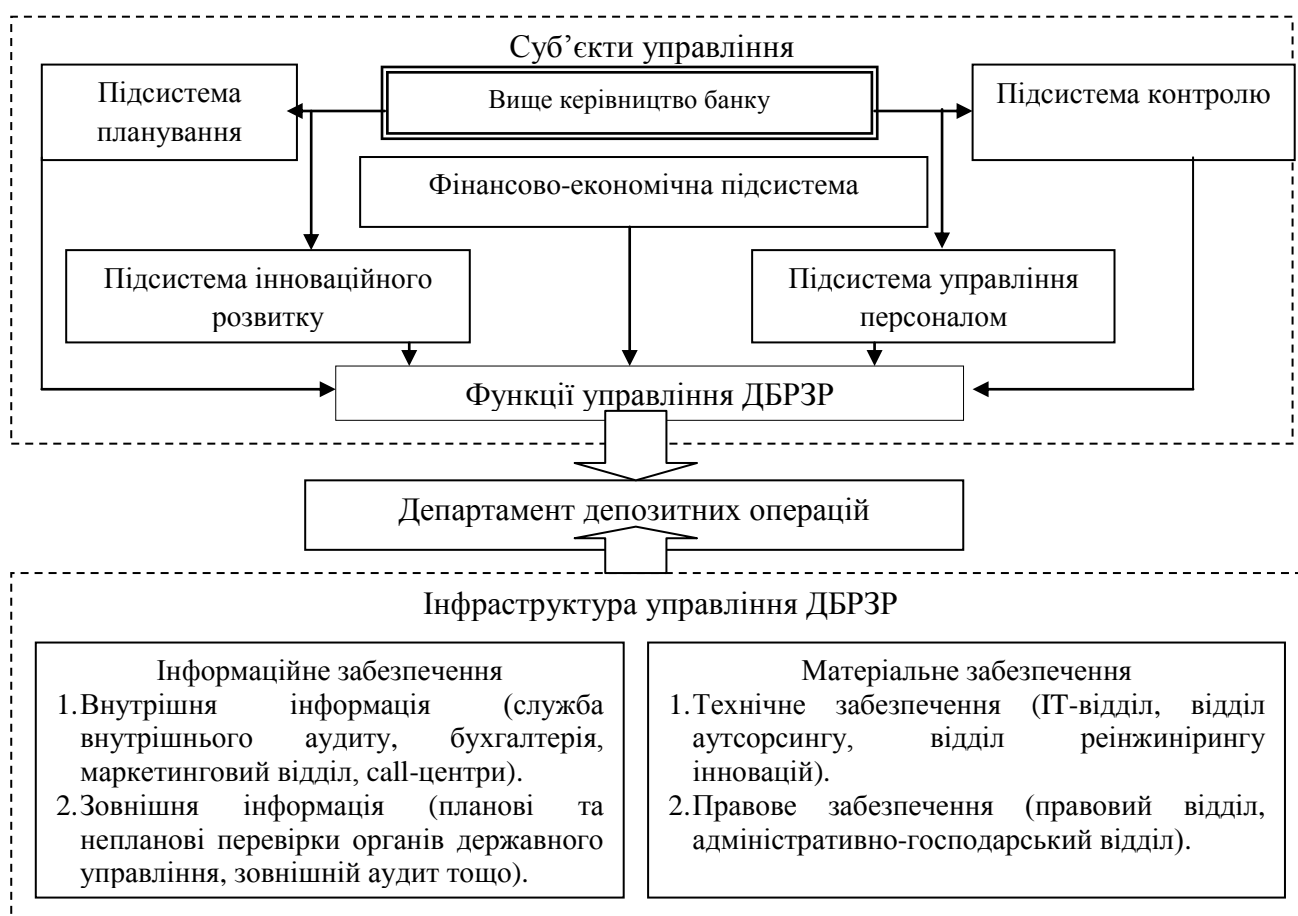 Суб’єкти управління
Підсистема
планування
Вище керівництво банку
Підсистема контролю
Фінансово-економічна підсистема
Підсистема інноваційного
розвитку
Підсистема управління
персоналом
Функції управління ДБРЗР
Департамент депозитних операцій
Інфраструктура управління ДБРЗР
Інформаційне забезпечення
1. Внутрішня інформація (служба
внутрішнього аудиту, бухгалтерія,
маркетинговий відділ, call-центри).
2. Зовнішня інформація (планові та
непланові перевірки органів державного
управління, зовнішній аудит тощо).
Матеріальне забезпечення
1. Технічне забезпечення (ІТ-відділ, відділ
аутсорсингу, відділ реінжинірингу
інновацій).
2. Правове забезпечення (правовий відділ,
адміністративно-господарський відділ).